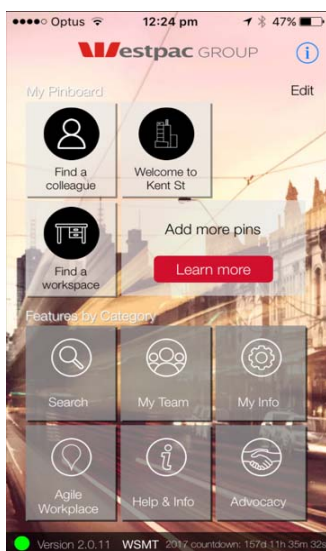 Optus 12:24 pm 47%
Westpac GROUP
My Pinboard Edit
Find a
colleague
Welcome to
Kent St
Find a
workspace
Add more pins
Learn more
Features by Category
Search
My Team
My Info
Agile
Workplace
Help & Info
Advocacy
Version 2.0.11 WSMT 2017 countdown: 157d 11h 35m 32s